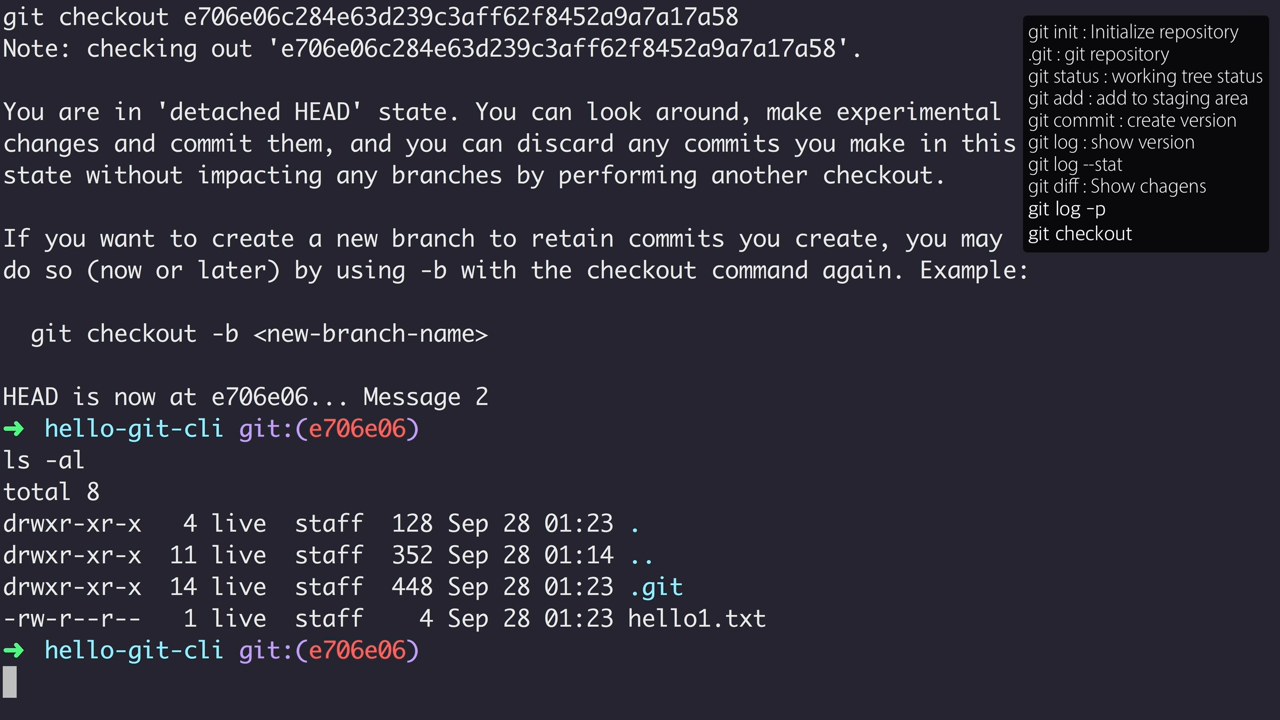 git checkout e706e06c284e63d239c3aff62f8452a9a7a17a58
Note: checking out 'e706e06c284e63d239c3aff62f8452a9a7a17a58'.
You are in 'detached HEAD' state. You can look around, make experimental
changes and commit them, and you can discard any commits you make in this
state without impacting any branches by performing another checkout.
If you want to create a new branch to retain commits you create, you may
do so (now or later) by using -b with the checkout command again. Example:
git checkout -b <new-branch-name>
HEAD is now at e706e06... Message 2
➜ hello-git-cli git:(e706e06)
ls -al
total 8
drwxr-xr-x 4 live staff 128 Sep 28 01:23 .
drwxr-xr-x 11 live staff 352 Sep 28 01:14 ..
drwxr-xr-x 14 live staff 448 Sep 28 01:23 .git
-rw-r--r-- 1 live staff 4 Sep 28 01:23 hello1.txt
➜ hello-git-cli git:(e706e06)
git init : Initialize repository
.git : git repository
git status : working tree status
git add : add to staging area
git commit : create version
git log : show version
git log --stat
git diff : Show chagens
git log -p
git checkout